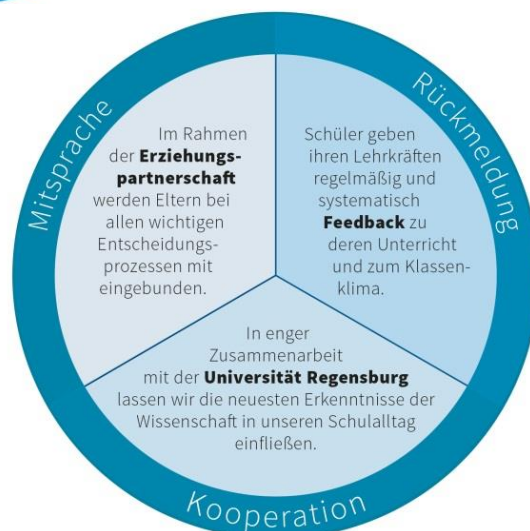 Mitsprache
Im Rahmen
der Erziehungs-
partnerschaft
werden Eltern bei
allen wichtigen
Entscheidungs-
prozessen mit
eingebunden.
Rückmeldung
Schüler geben
ihren Lehrkräften
regelmäßig und
systematisch
Feedback zu
deren Unterricht
und zum Klassen-
klima.
In enger
Zusammenarbeit
mit der Universität Regensburg
lassen wir die neuesten Erkenntnisse der
Wissenschaft in unseren Schulalltag
einfließen.
Kooperation